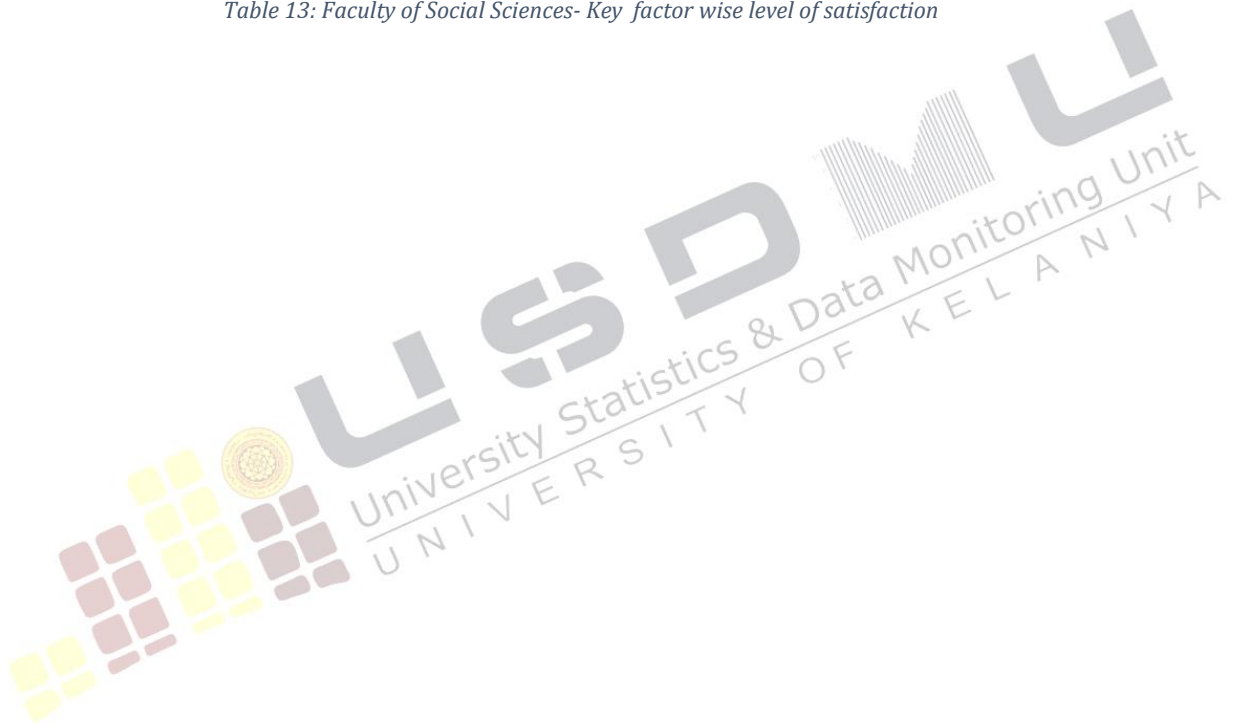 Table 13: Faculty of Social Sciences- Key factor wise level of satisfaction
USDMU
University Statistics & Data Monitoring Unit
UNIVERSITY OF KELANIYA